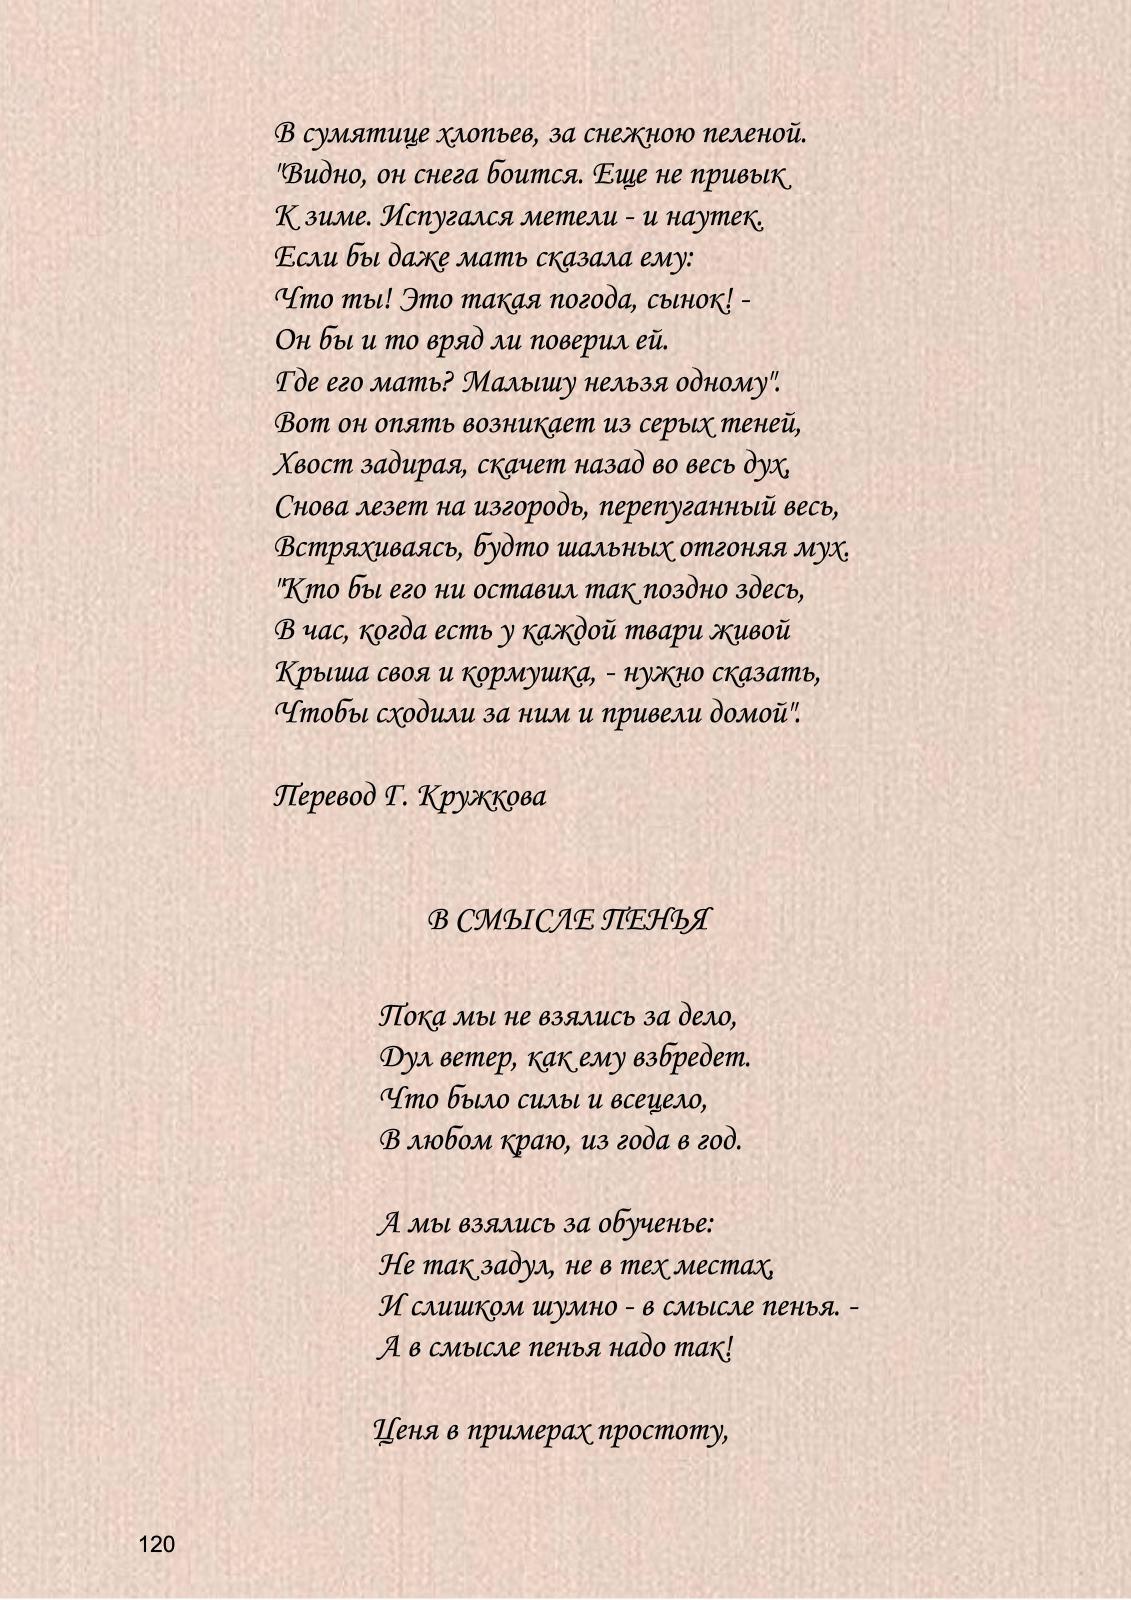 В сумятице хлопьев, за снежною пеленой.
"Видно, он снега боится. Еще не привык
К зиме. Испугался метели - и наутек.
Если бы даже мать сказала ему:
Что ты! Это такая погода, сынок! -
Он бы и то вряд ли поверил ей.
Где его мать? Малышу нельзя одному".
Вот он опять возникает из серых теней,
Хвост задирая, скачет назад во весь дух,
Снова лезет на изгородь, перепуганный весь,
Встряхиваясь, будто шальных отгоняя мух.
"Кто бы его ни оставил так поздно здесь,
В час, когда есть у каждой твари живой
Крыша своя и кормушка, - нужно сказать,
Чтобы сходили за ним и привели домой".
Перевод Г. Кружкова
В СМЫСЛЕ ПЕНЬЯ
Пока мы не взялись за дело,
Дул ветер, как ему взбредет.
Что было силы и всецело,
В любом краю, из года в год.
А мы взялись за обученье:
Не так задул, не в тех местах,
И слишком шумно - в смысле пенья. -
А в смысле пенья надо так!
Ценя в примерах простоту,
120